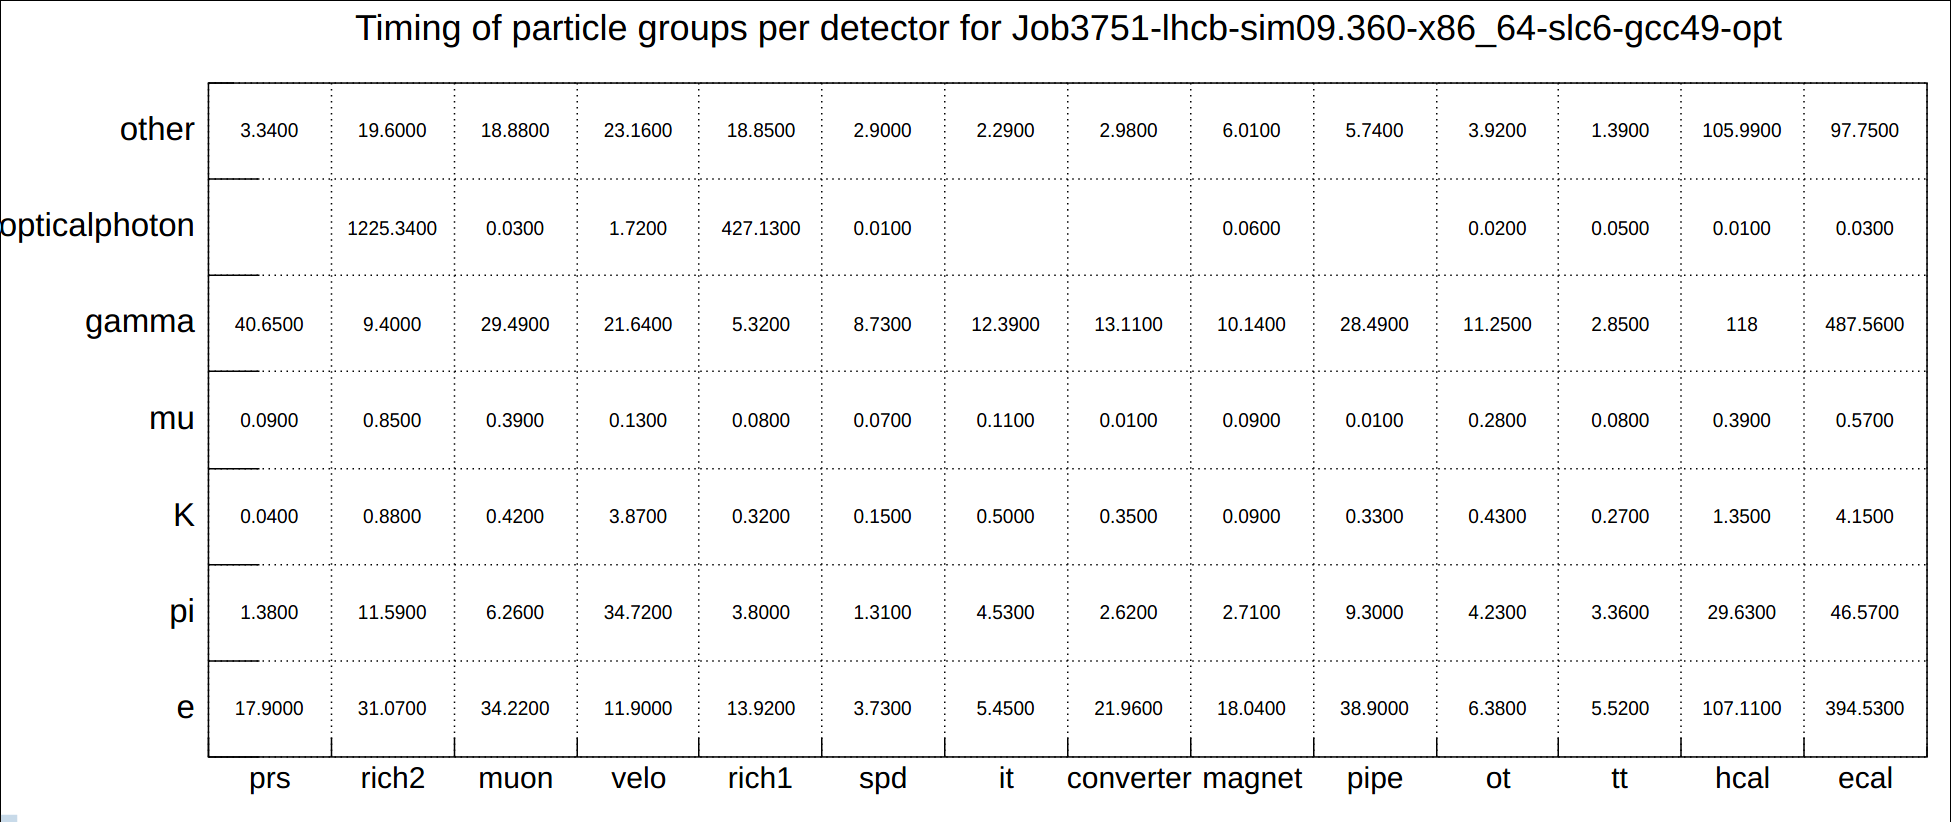 Timing of particle groups per detector for Job3751-lhcb-sim09.360-x86_64-slc6-gcc49-opt
other 3.3400 19.6000 18.8800 23.1600 18.8500 2.9000 2.2900 2.9800 6.0100 5.7400 3.9200 1.3900 105.9900 97.7500
opticalphoton 1225.3400 0.0300 1.7200 427.1300 0.0100 0.0600 0.0200 0.0500 0.0100 0.0300
gamma 40.6500 9.4000 29.4900 21.6400 5.3200 8.7300 12.3900 13.1100 10.1400 28.4900 11.2500 2.8500 118 487.5600
mu 0.0900 0.8500 0.3900 0.1300 0.0800 0.0700 0.1100 0.0100 0.0900 0.0100 0.2800 0.0800 0.3900 0.5700
K 0.0400 0.8800 0.4200 3.8700 0.3200 0.1500 0.5000 0.3500 0.0900 0.3300 0.4300 0.2700 1.3500 4.1500
pi 1.3800 11.5900 6.2600 34.7200 3.8000 1.3100 4.5300 2.6200 2.7100 9.3000 4.2300 3.3600 29.6300 46.5700
e 17.9000 31.0700 34.2200 11.9000 13.9200 3.7300 5.4500 21.9600 18.0400 38.9000 6.3800 5.5200 107.1100 394.5300
prs rich2 muon velo rich1 spd it converter magnet pipe ot tt hcal ecal